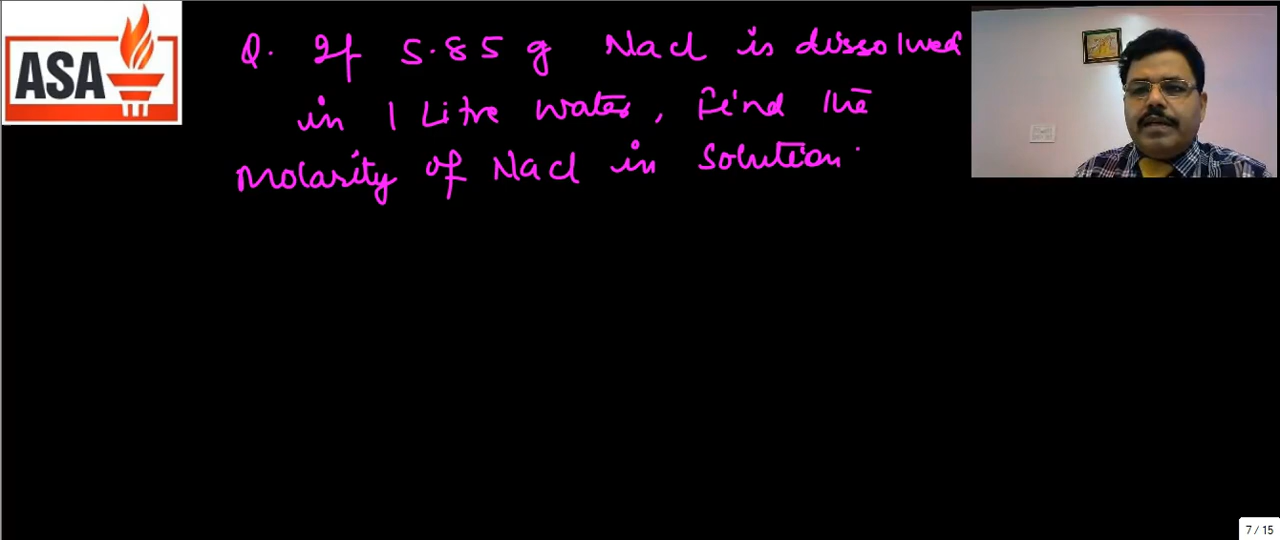 ASA
Q. If 5.85 g Nacl is dissolved
in 1 Litre water, Find the
Molarity of Nacl in Solution.
7 / 15